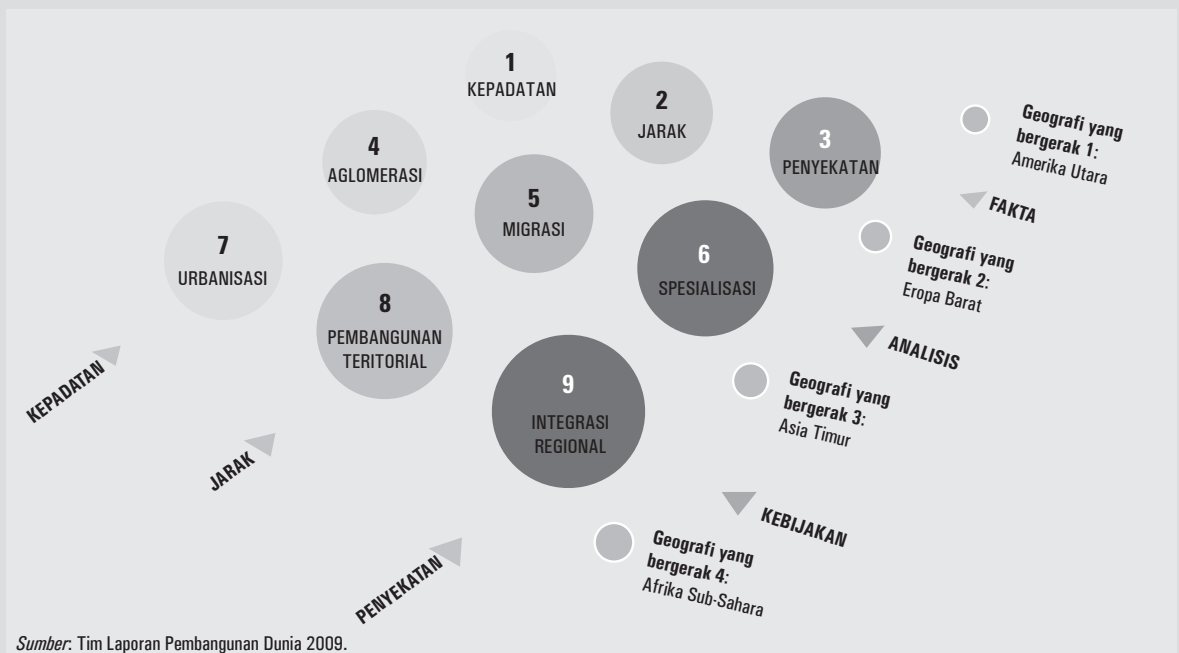 1
KEPADATAN
2
JARAK
3
PENYEKATAN
4
AGLOMERASI
5
MIGRASI
6
SPESIALISASI
7
URBANISASI
8
PEMBANGUNAN
TERITORIAL
9
INTEGRASI
REGIONAL
Geografi yang
bergerak 1:
Amerika Utara
FAKTA
Geografi yang
bergerak 2:
Eropa Barat
ANALISIS
Geografi yang
bergerak 3:
Asia Timur
KEBIJAKAN
Geografi yang
bergerak 4:
Afrika Sub-Sahara
KEPADATAN
JARAK
PENYEKATAN
Sumber: Tim Laporan Pembangunan Dunia 2009.